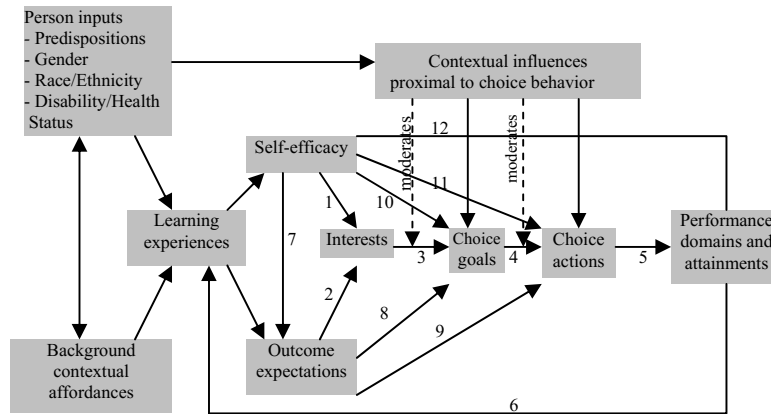 Person inputs
- Predispositions
- Gender
- Race/Ethnicity
- Disability/Health
Status
Contextual influences
proximal to choice behavior
moderates
moderates
12
Self-efficacy
11
1
10
Learning
experiences
7
Interests
3
Choice
goals
4
Choice
actions
5
Performance
domains and
attainments
2
8
9
Background
contextual
affordances
Outcome
expectations
6